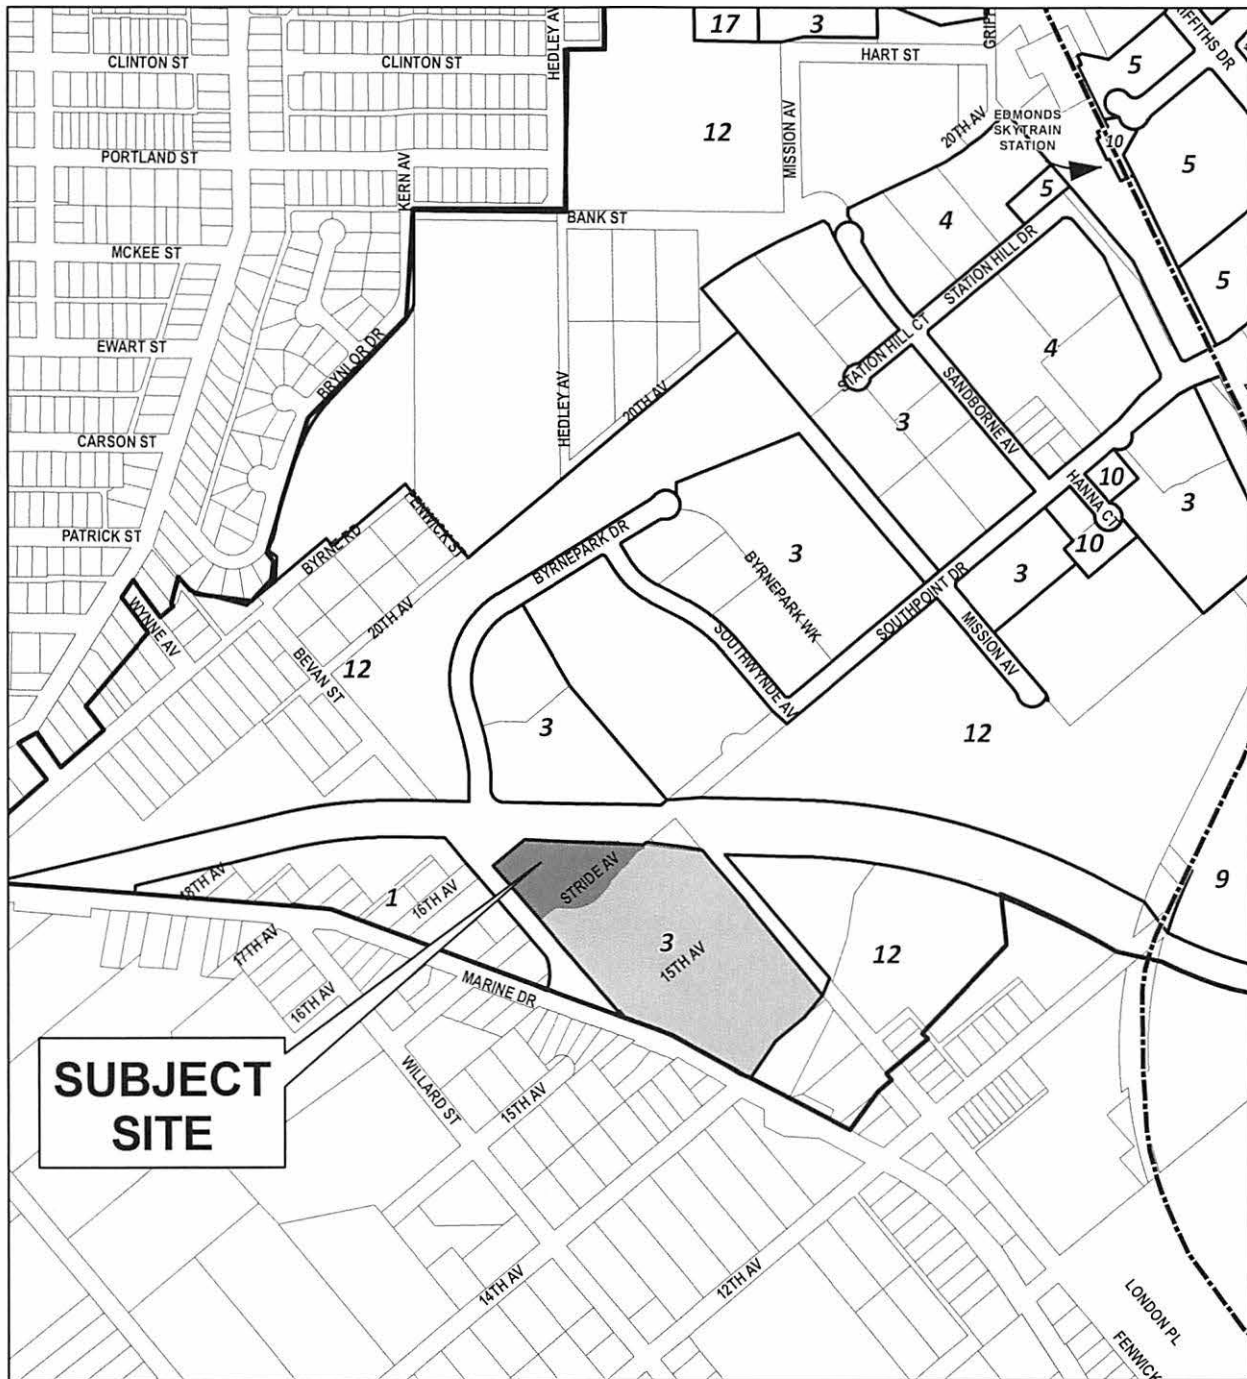 HEDLEY AV
17
3
GRIF
IFFITHS DR
CLINTON ST
CLINTON ST
HART ST
5
12
MISSION AV
20TH AV
EDMONDS
SKYTRAIN
STATION
10
PORTLAND ST
KERN AV
5
5
BANK ST
4
MCKEE ST
STATION HILL DR
5
EWART ST
BRYNLOR DR
STATION HILL CT
4
HEDLEY AV
20TH AV
SANDBORNE AV
3
CARSON ST
HANNA CT
10
3
PATRICK ST
BYRNE RD
FENWICK ST
BYRNEPARK DR
3
BYRNEPARK WK
10
3
SOUTHPOINT DR
WYNNE AV
20TH AV
BEVAN ST
12
SOUTHWYNDE AV
MISSION AV
3
12
18TH AV
1
16TH AV
STRIDE AV
9
17TH AV
3
15TH AV
12
16TH AV
MARINE DR
SUBJECT
SITE
WILLARD ST
15TH AV
14TH AV
12TH AV
LONDON PL
FENWICK